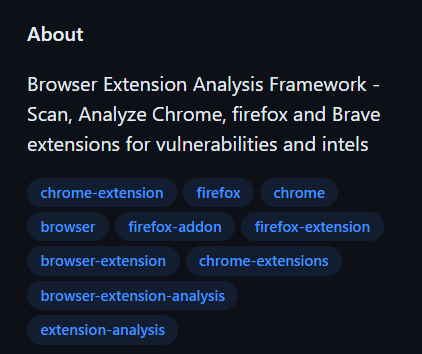 About
Browser Extension Analysis Framework -
Scan, Analyze Chrome, firefox and Brave
extensions for vulnerabilities and intels
chrome-extension firefox chrome
browser firefox-addon firefox-extension
browser-extension chrome-extensions
browser-extension-analysis
extension-analysis